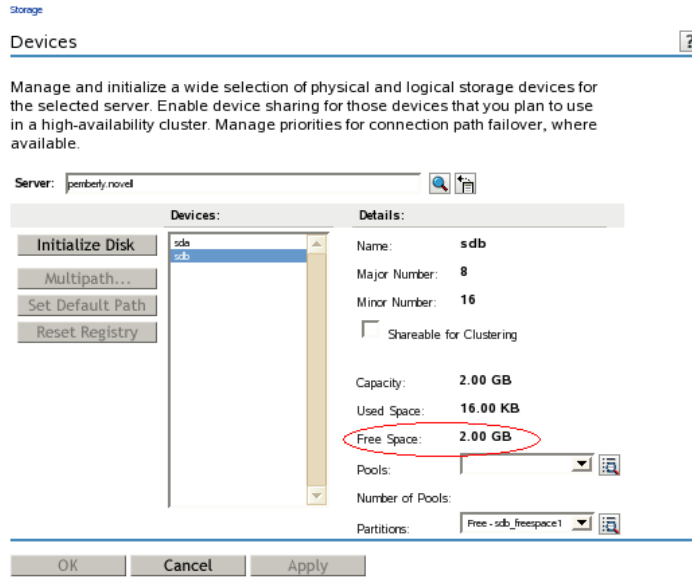 Storage
Devices
?
Manage and initialize a wide selection of physical and logical storage devices for
the selected server. Enable device sharing for those devices that you plan to use
in a high-availability cluster. Manage priorities for connection path failover, where
available.
Server: pemberly.novell
Devices: Details:
Initialize Disk
Multipath...
Set Default Path
Reset Registry
sda
sdb
Name: sdb
Major Number: 8
Minor Number: 16
Shareable for Clustering
Capacity: 2.00 GB
Used Space: 16.00 KB
Free Space: 2.00 GB
Pools:
Number of Pools:
Partitions: Free - sdb_freespace1
OK Cancel Apply